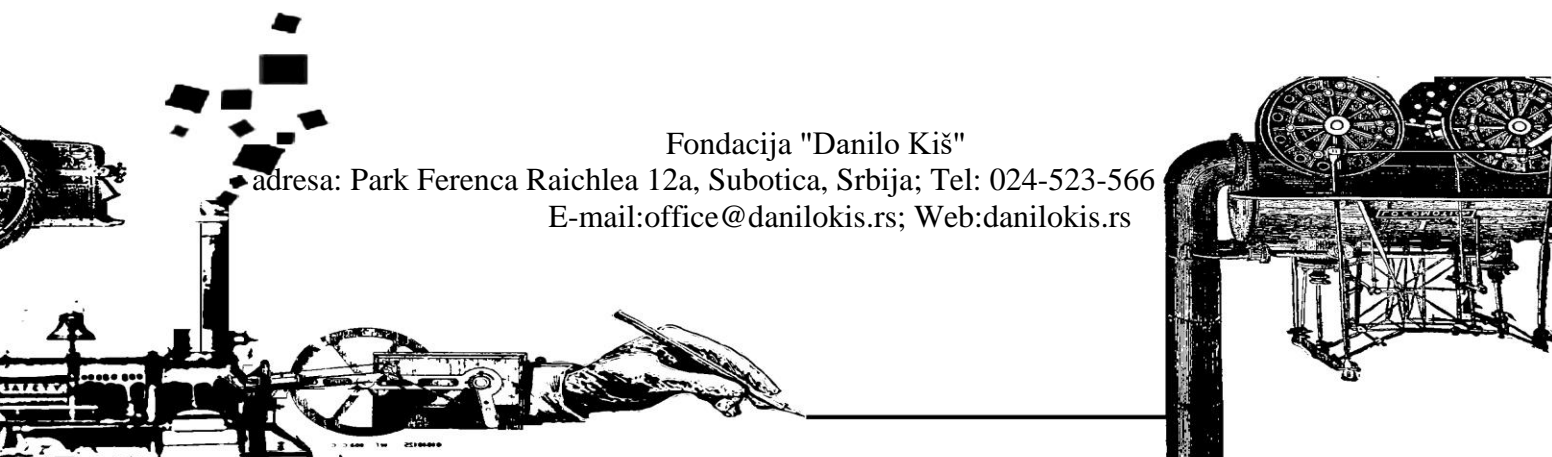 Fondacija "Danilo Kiš"
adresa: Park Ferenca Raichlea 12a, Subotica, Srbija; Tel: 024-523-566
E-mail:office@danilokis.rs; Web:danilokis.rs